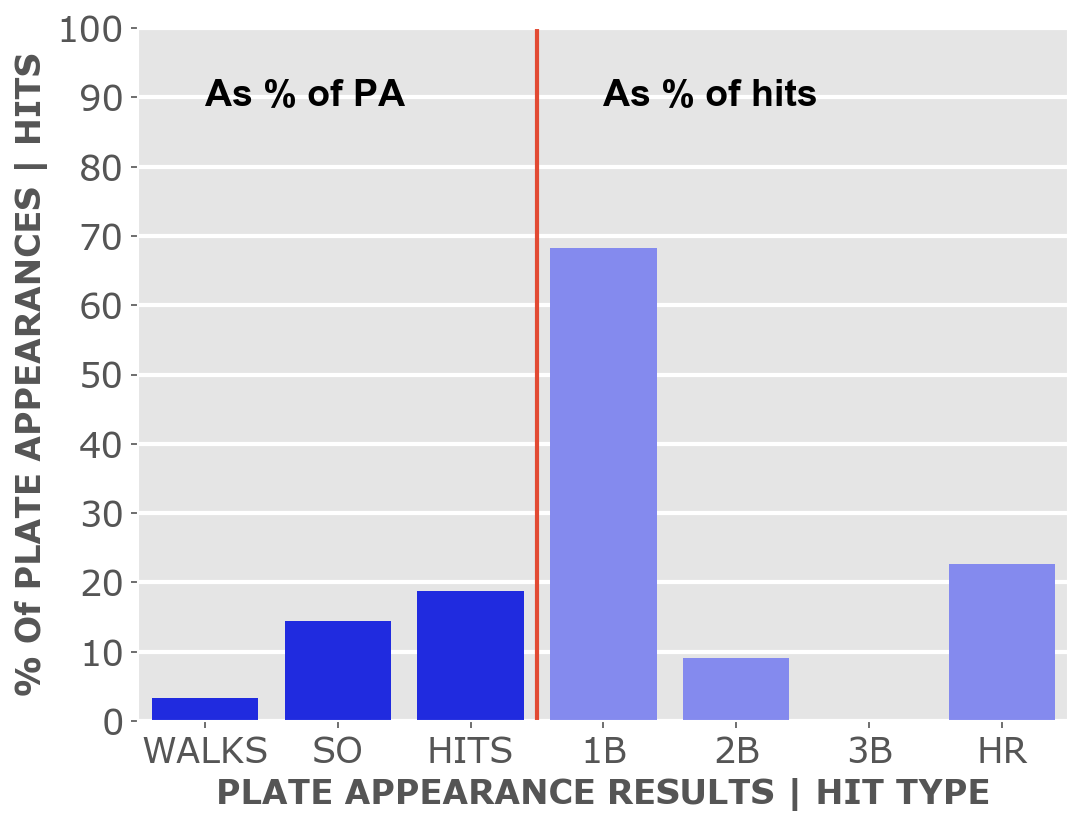 % Of PLATE APPEARANCES | HITS
100
90
80
70
60
50
40
30
20
10
0
As % of PA
As % of hits
WALKS SO HITS 1B 2B 3B HR
PLATE APPEARANCE RESULTS | HIT TYPE